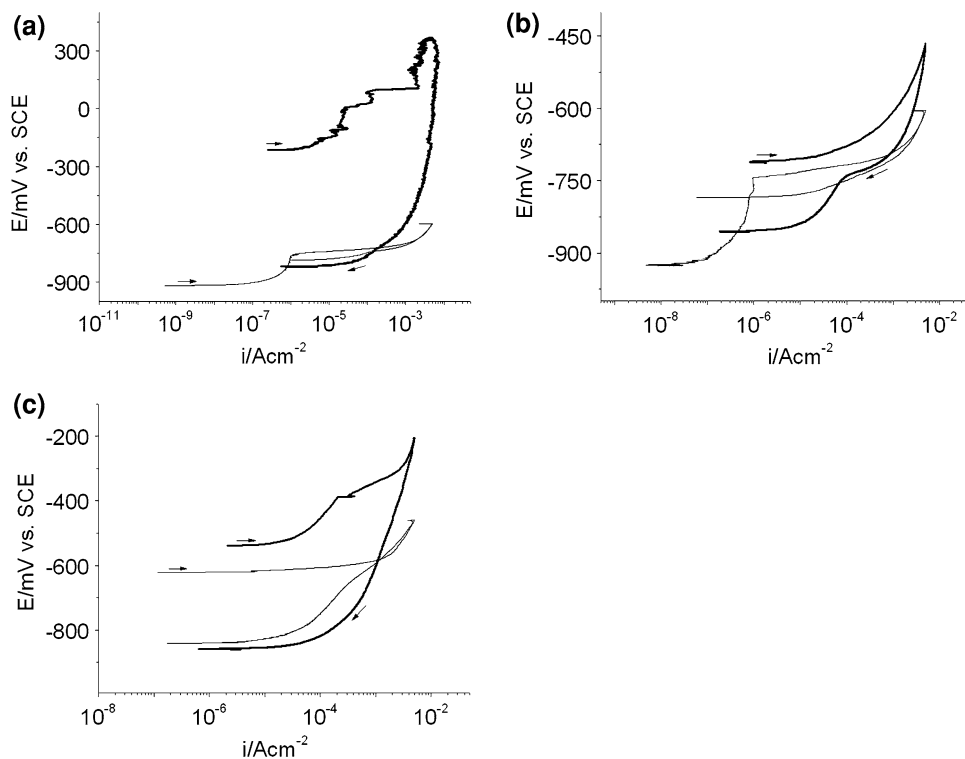 (a)
300
0
-300
-600
-900
E/mV vs. SCE
10-11 10-9 10-7 10-5 10-3
i/Acm-2
(b)
-450
-600
-750
-900
E/mV vs. SCE
10-8 10-6 10-4 10-2
i/Acm-2
(c)
-200
-400
-600
-800
E/mV vs. SCE
10-8 10-6 10-4 10-2
i/Acm-2